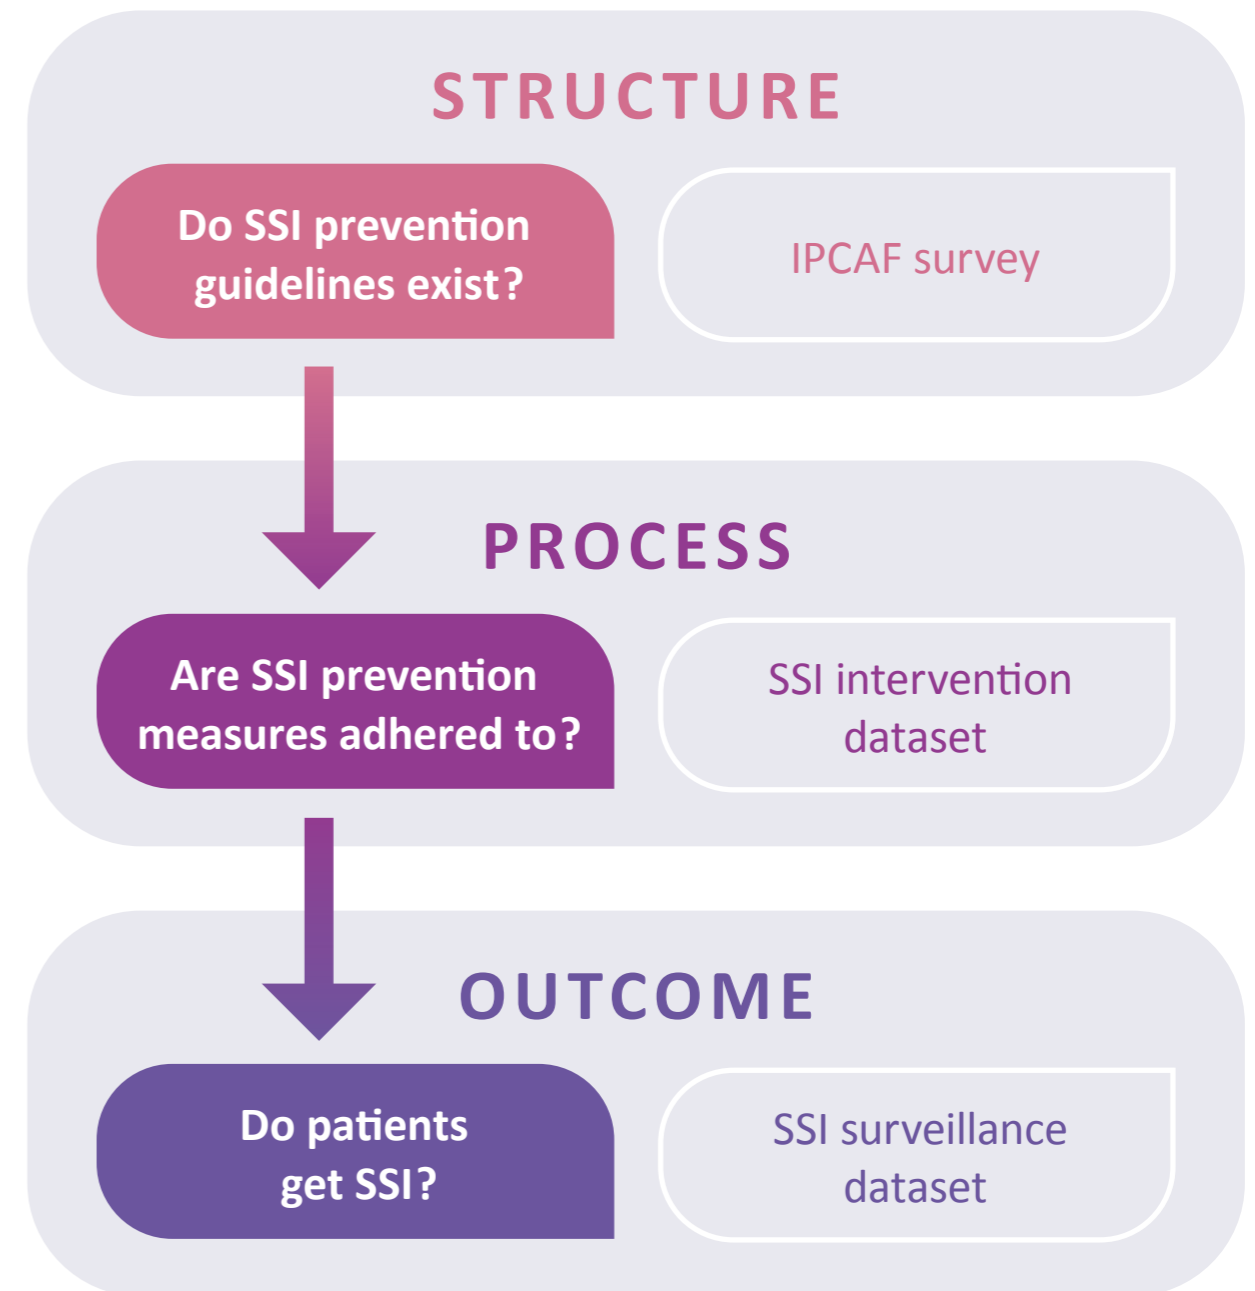 STRUCTURE
Do SSI prevention
guidelines exist?
IPCAF survey
PROCESS
Are SSI prevention
measures adhered to?
SSI intervention
dataset
OUTCOME
Do patients
get SSI?
SSI surveillance
dataset